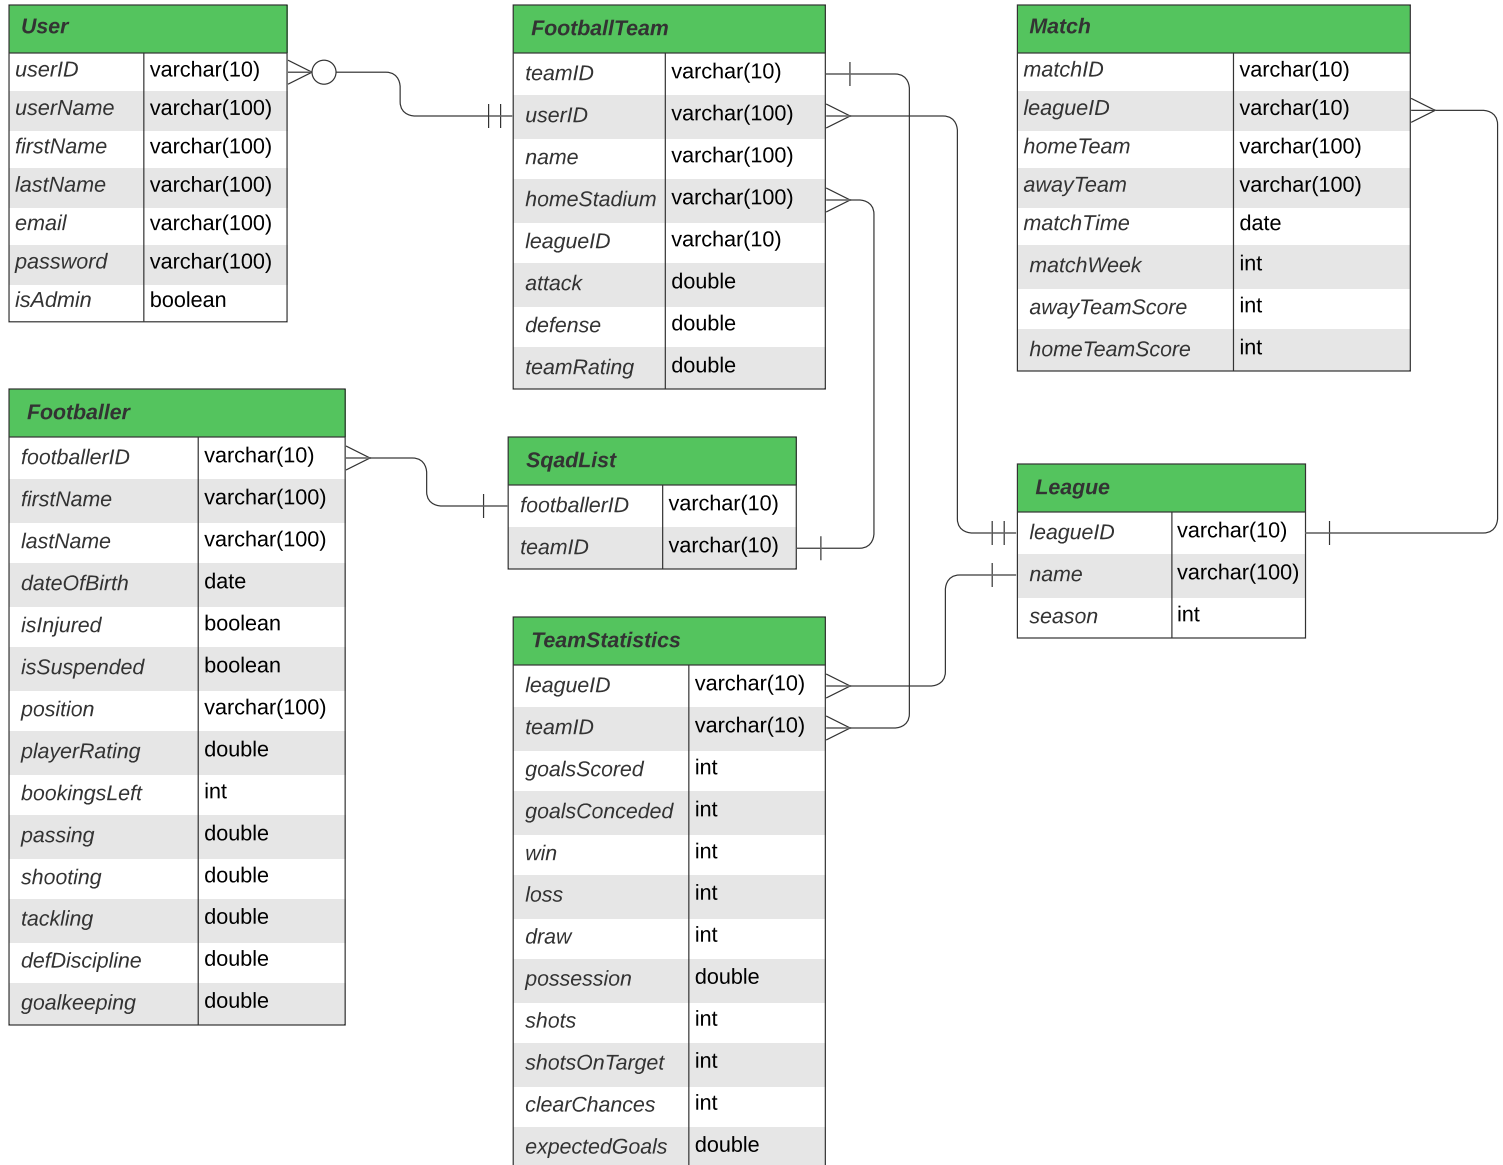 User
userID varchar(10)
userName varchar(100)
firstName varchar(100)
lastName varchar(100)
email varchar(100)
password varchar(100)
isAdmin boolean
FootballTeam
teamID varchar(10)
userID varchar(100)
name varchar(100)
homeStadium varchar(100)
leagueID varchar(10)
attack double
defense double
teamRating double
Match
matchID varchar(10)
leagueID varchar(10)
homeTeam varchar(100)
awayTeam varchar(100)
matchTime date
matchWeek int
awayTeamScore int
homeTeamScore int
Footballer
footballerID varchar(10)
firstName varchar(100)
lastName varchar(100)
dateOfBirth date
isInjured boolean
isSuspended boolean
position varchar(100)
playerRating double
bookingsLeft int
passing double
shooting double
tackling double
defDiscipline double
goalkeeping double
SqadList
footballerID varchar(10)
teamID varchar(10)
League
leagueID varchar(10)
name varchar(100)
season int
TeamStatistics
leagueID varchar(10)
teamID varchar(10)
goalsScored int
goalsConceded int
win int
loss int
draw int
possession double
shots int
shotsOnTarget int
clearChances int
expectedGoals double